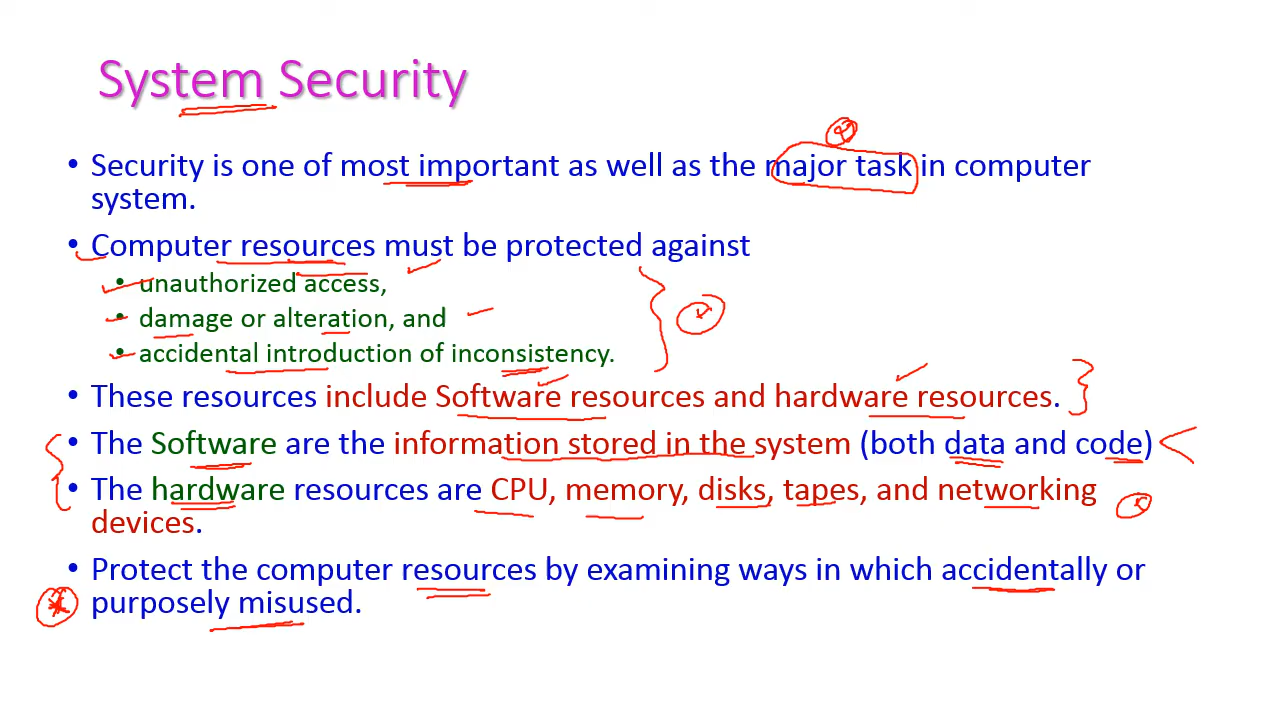 System Security
• Security is one of most important as well as the major task in computer
system.
• Computer resources must be protected against
• unauthorized access,
• damage or alteration, and
• accidental introduction of inconsistency.
• These resources include Software resources and hardware resources.
• The Software are the information stored in the system (both data and code)
• The hardware resources are CPU, memory, disks, tapes, and networking
devices.
• Protect the computer resources by examining ways in which accidentally or
purposely misused.